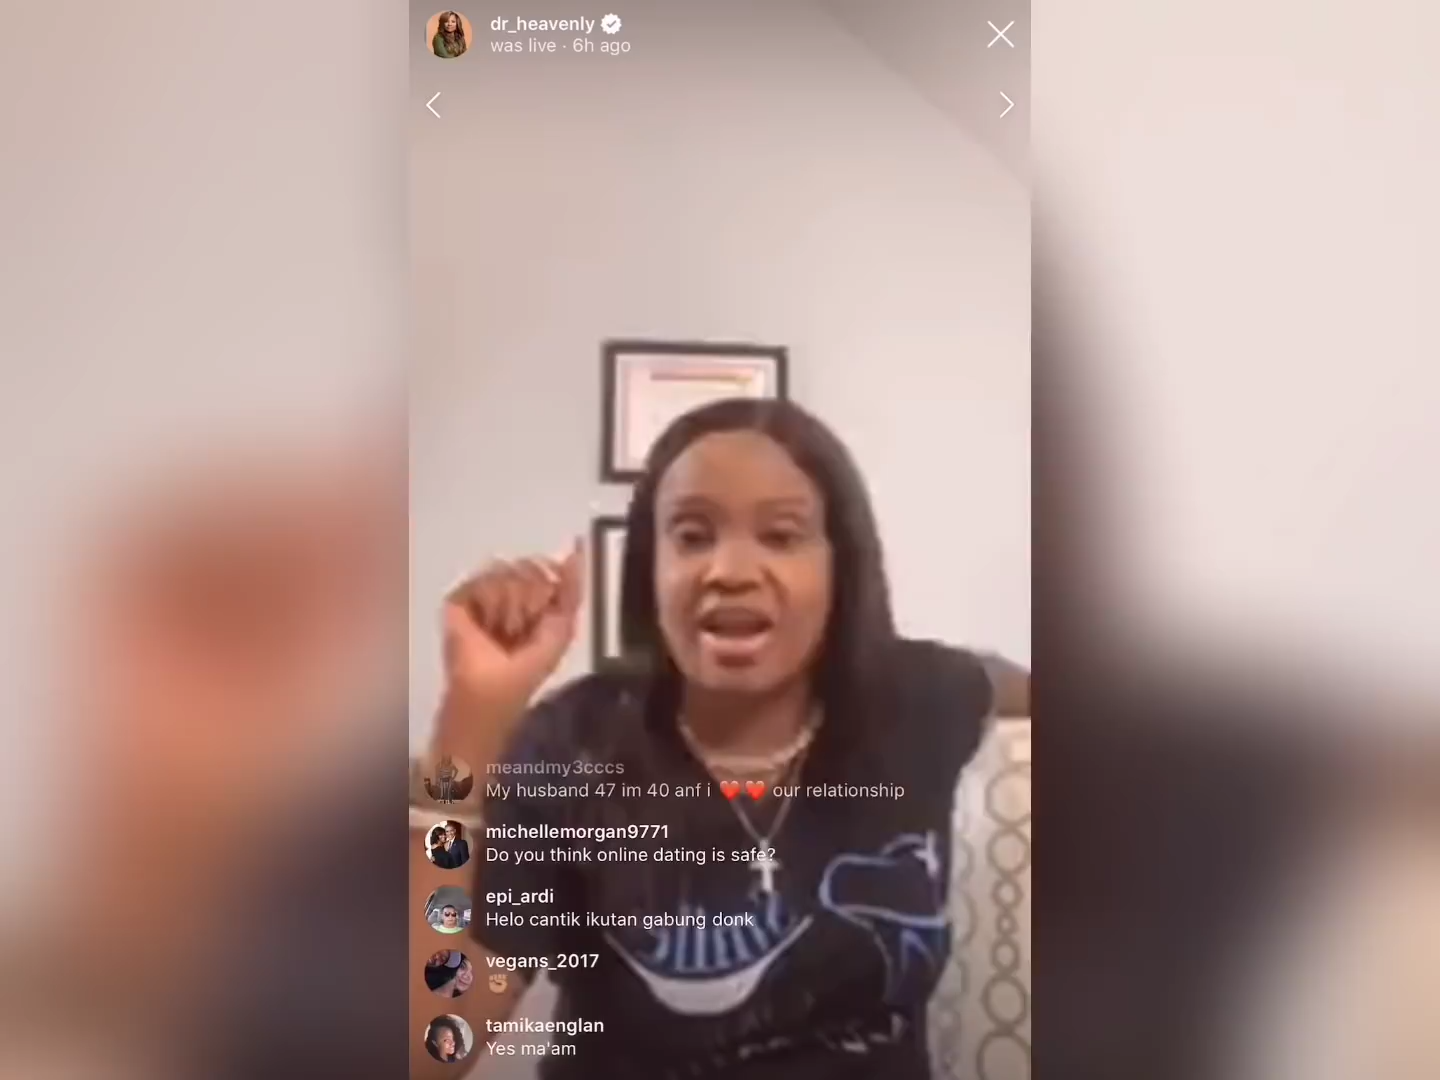 dr_heavenly
was live · 6h ago
meandmy3cccs
My husband 47 im 40 anf i ❤️❤️ our relationship
michellemorgan9771
Do you think online dating is safe?
epi_ardi
Helo cantik ikutan gabung donk
vegans_2017
✊🏽
tamikaenglan
Yes ma'am